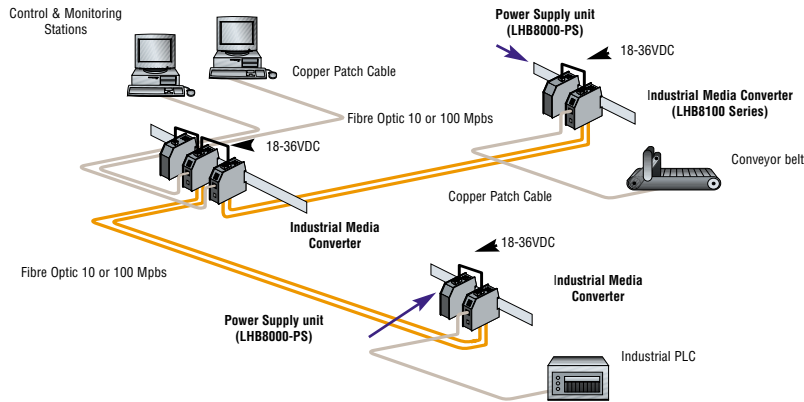 Control & Monitoring
Stations
Copper Patch Cable
Power Supply unit
(LHB8000-PS)
18-36VDC
Industrial Media Converter
(LHB8100 Series)
Fibre Optic 10 or 100 Mpbs
18-36VDC
Conveyor belt
Copper Patch Cable
Industrial Media
Converter
18-36VDC
Fibre Optic 10 or 100 Mpbs
Industrial Media
Converter
Power Supply unit
(LHB8000-PS)
Industrial PLC